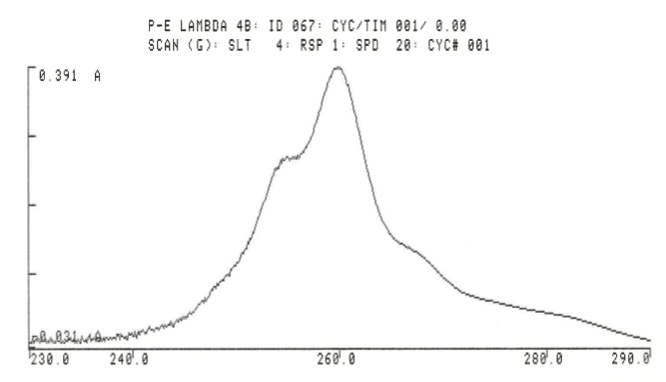 P-E LAMBDA 4B: ID 067: CYC/TIM 001/ 0.00
SCAN (G): SLT 4: RSP 1: SPD 20: CYC# 001
0.391 A
-0.031 A
230.0 240.0 260.0 280.0 290.0